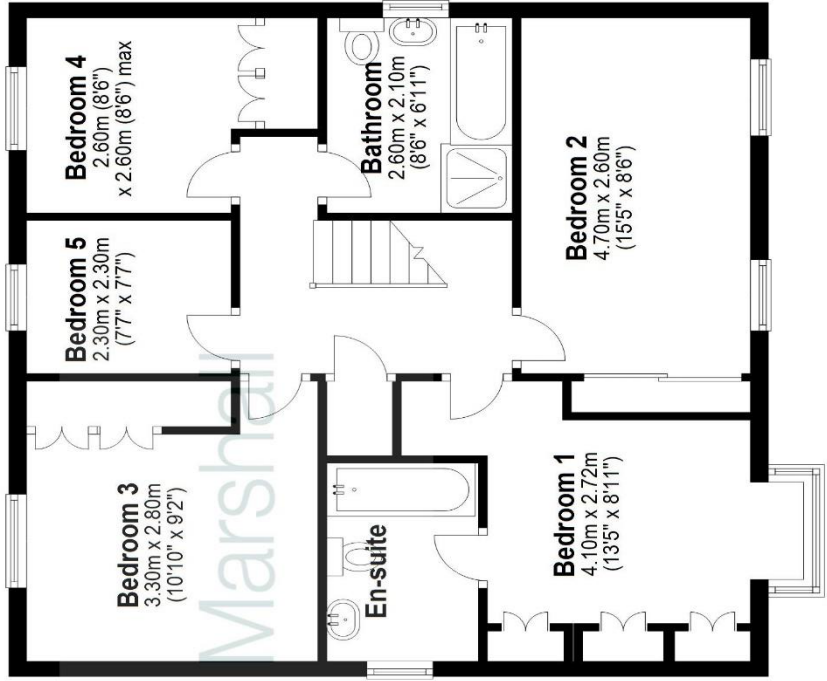 Bedroom 4
2.60m (8'6")
x 2.60m (8'6") max
Bathroom
2.60m x 2.10m
(8'6" x 6'11")
Bedroom 2
4.70m x 2.60m
(15'5" x 8'6")
Bedroom 5
2.30m x 2.30m
(7'7" x 7'7")
Bedroom 3
3.30m x 2.80m
(10'10" x 9'2")
En-suite
Bedroom 1
4.10m x 2.72m
(13'5" x 8'11")
Marshall